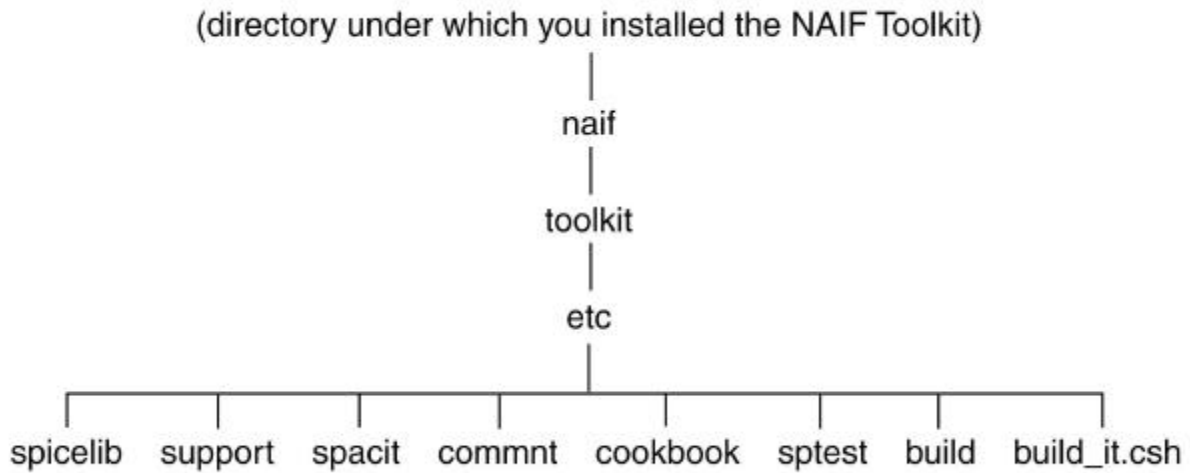 (directory under which you installed the NAIF Toolkit)
naif
toolkit
etc
spicelib support spacit commnt cookbook sptest build build_it.csh